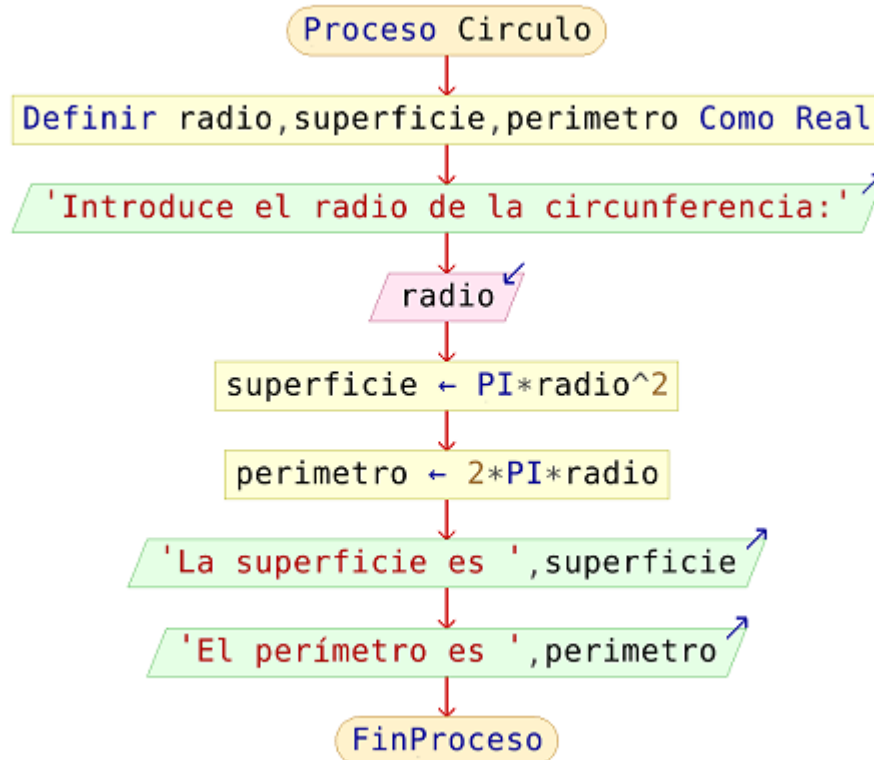 Proceso Circulo
Definir radio,superficie,perimetro Como Real
'Introduce el radio de la circunferencia:'
radio
superficie ← PI*radio^2
perimetro ← 2*PI*radio
'La superficie es ',superficie
'El perímetro es ',perimetro
FinProceso